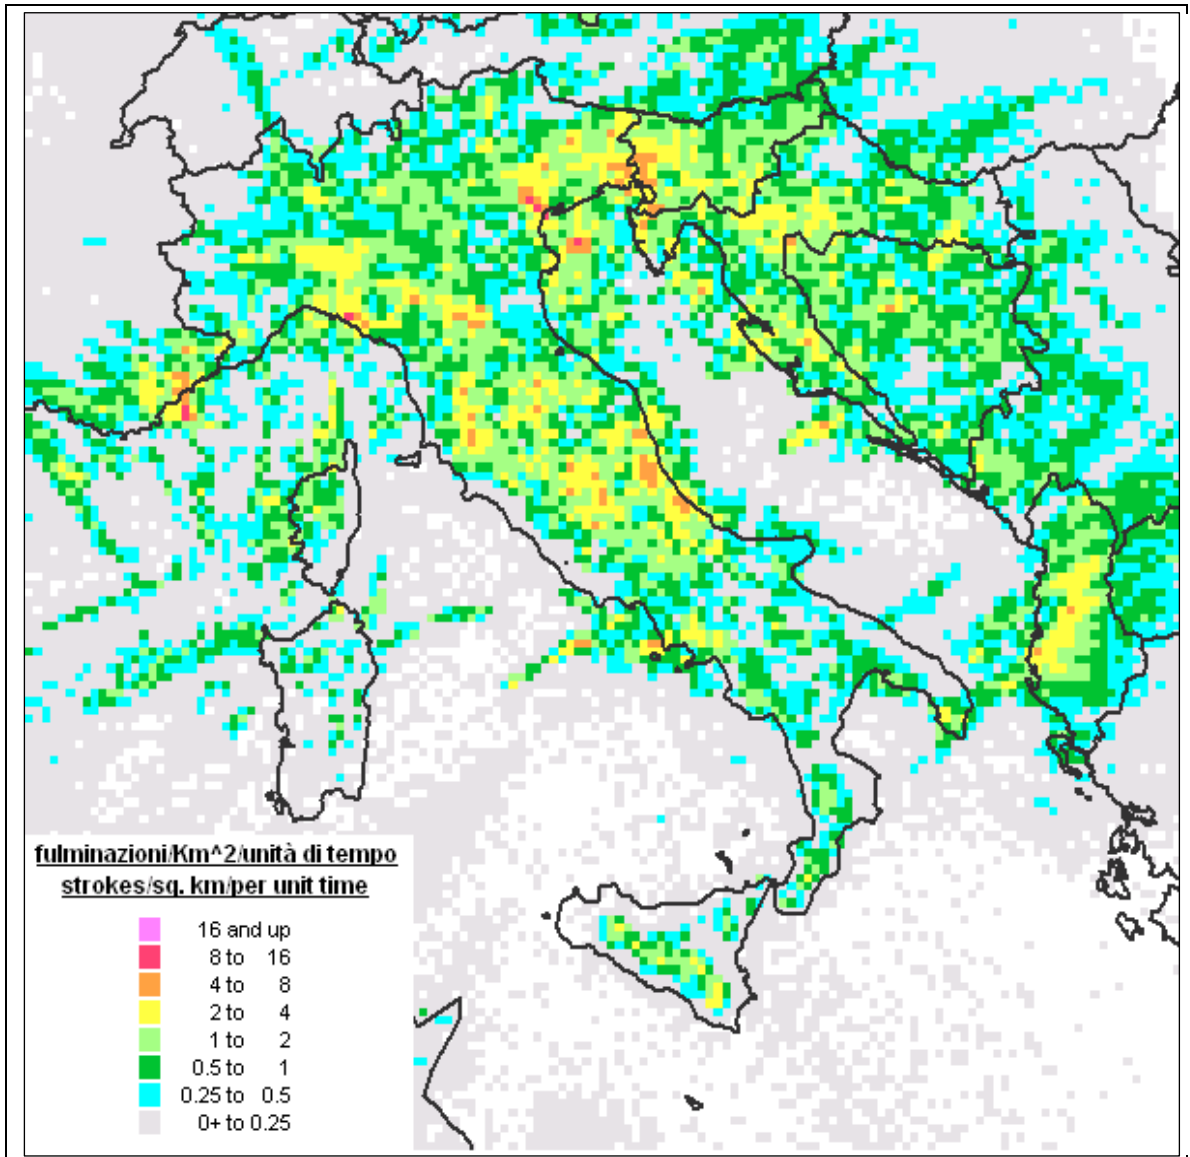 fulminazioni/Km^2/unità di tempo
strokes/sq. km/per unit time
16 and up
8 to 16
4 to 8
2 to 4
1 to 2
0.5 to 1
0.25 to 0.5
0+ to 0.25